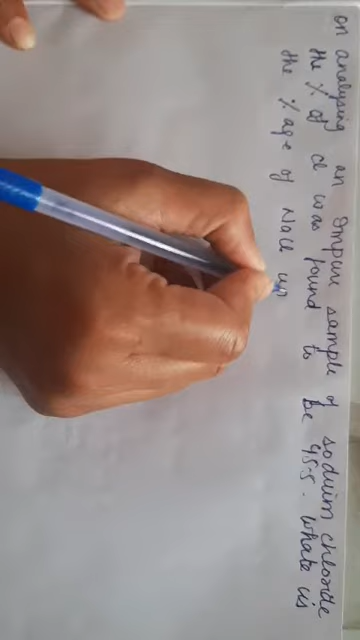 on analysing an Impure sample of sodium chloride
the % of cl was found to be 45.5. Whate is
the % age of Nacl in